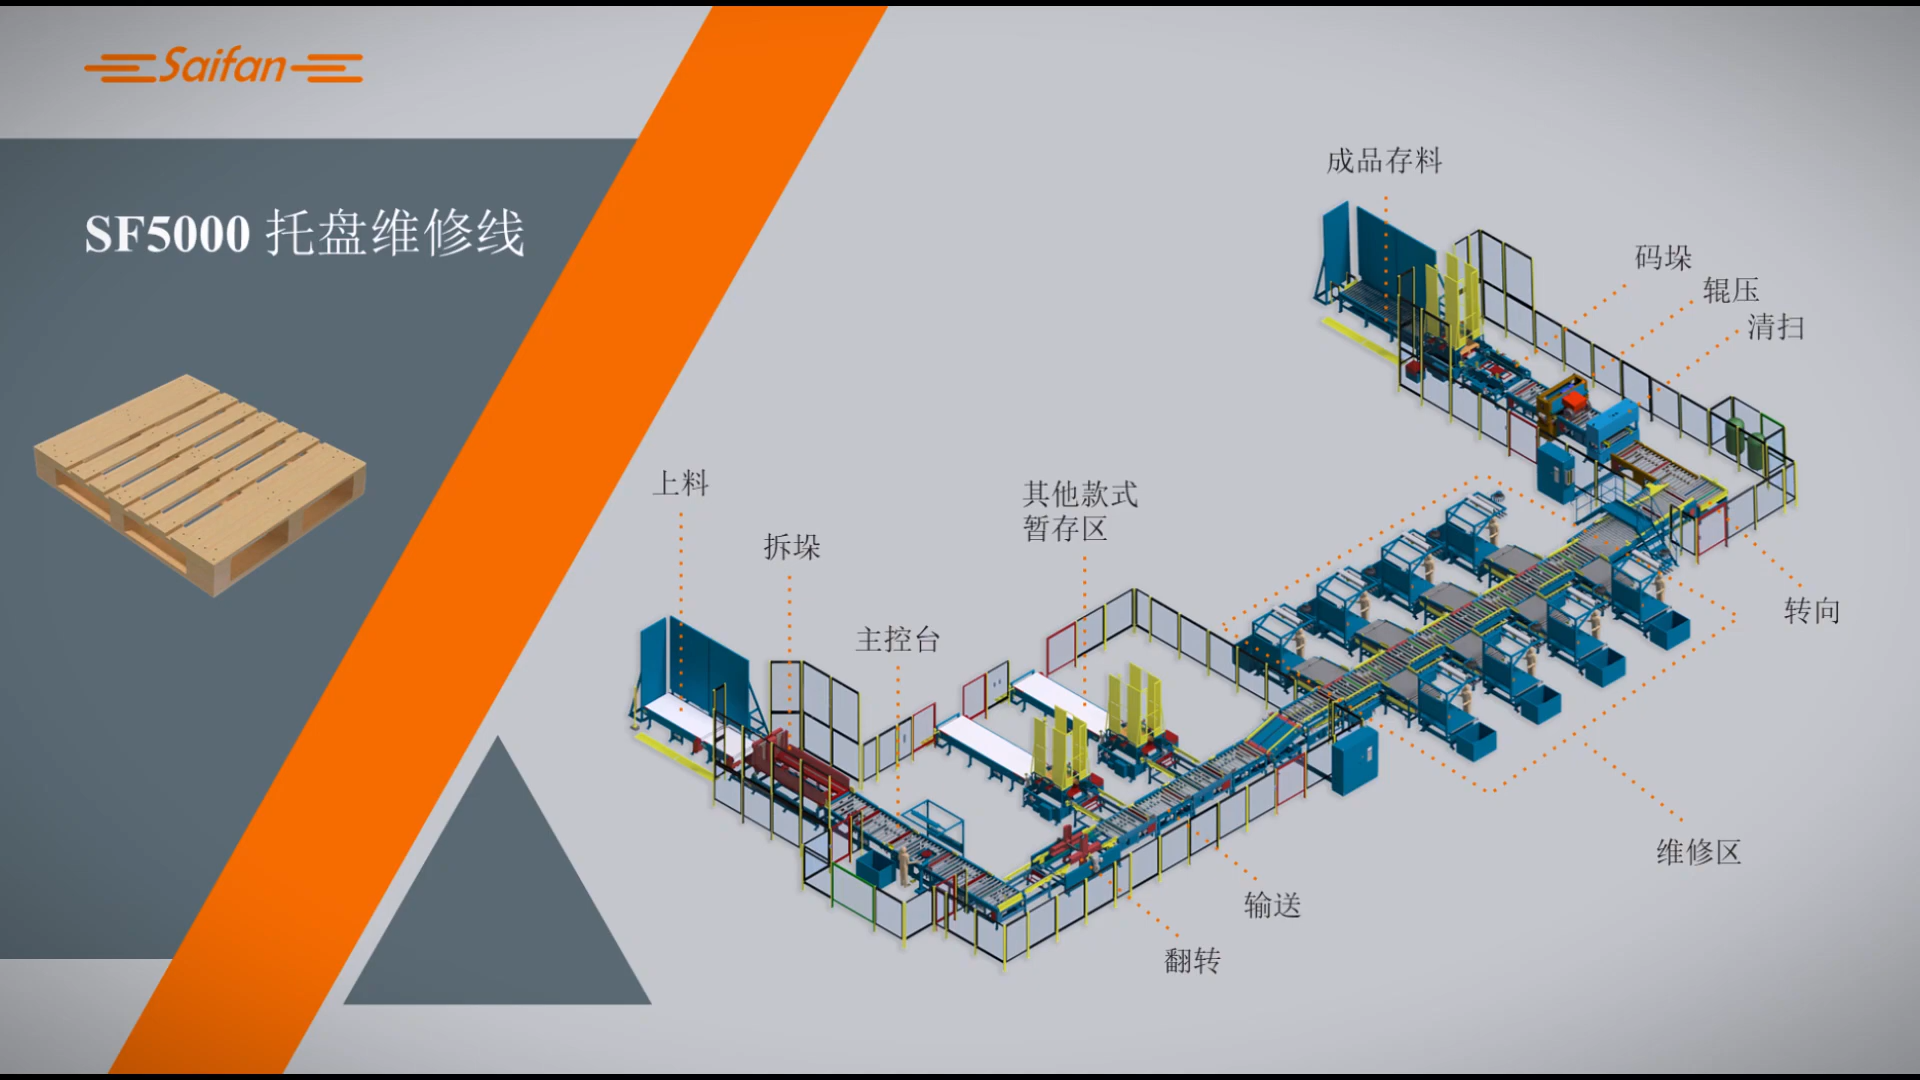 Saifan
SF5000 托盘维修线
成品存料
码垛
辊压
清扫
上料
拆垛
其他款式
暂存区
主控台
转向
维修区
输送
翻转